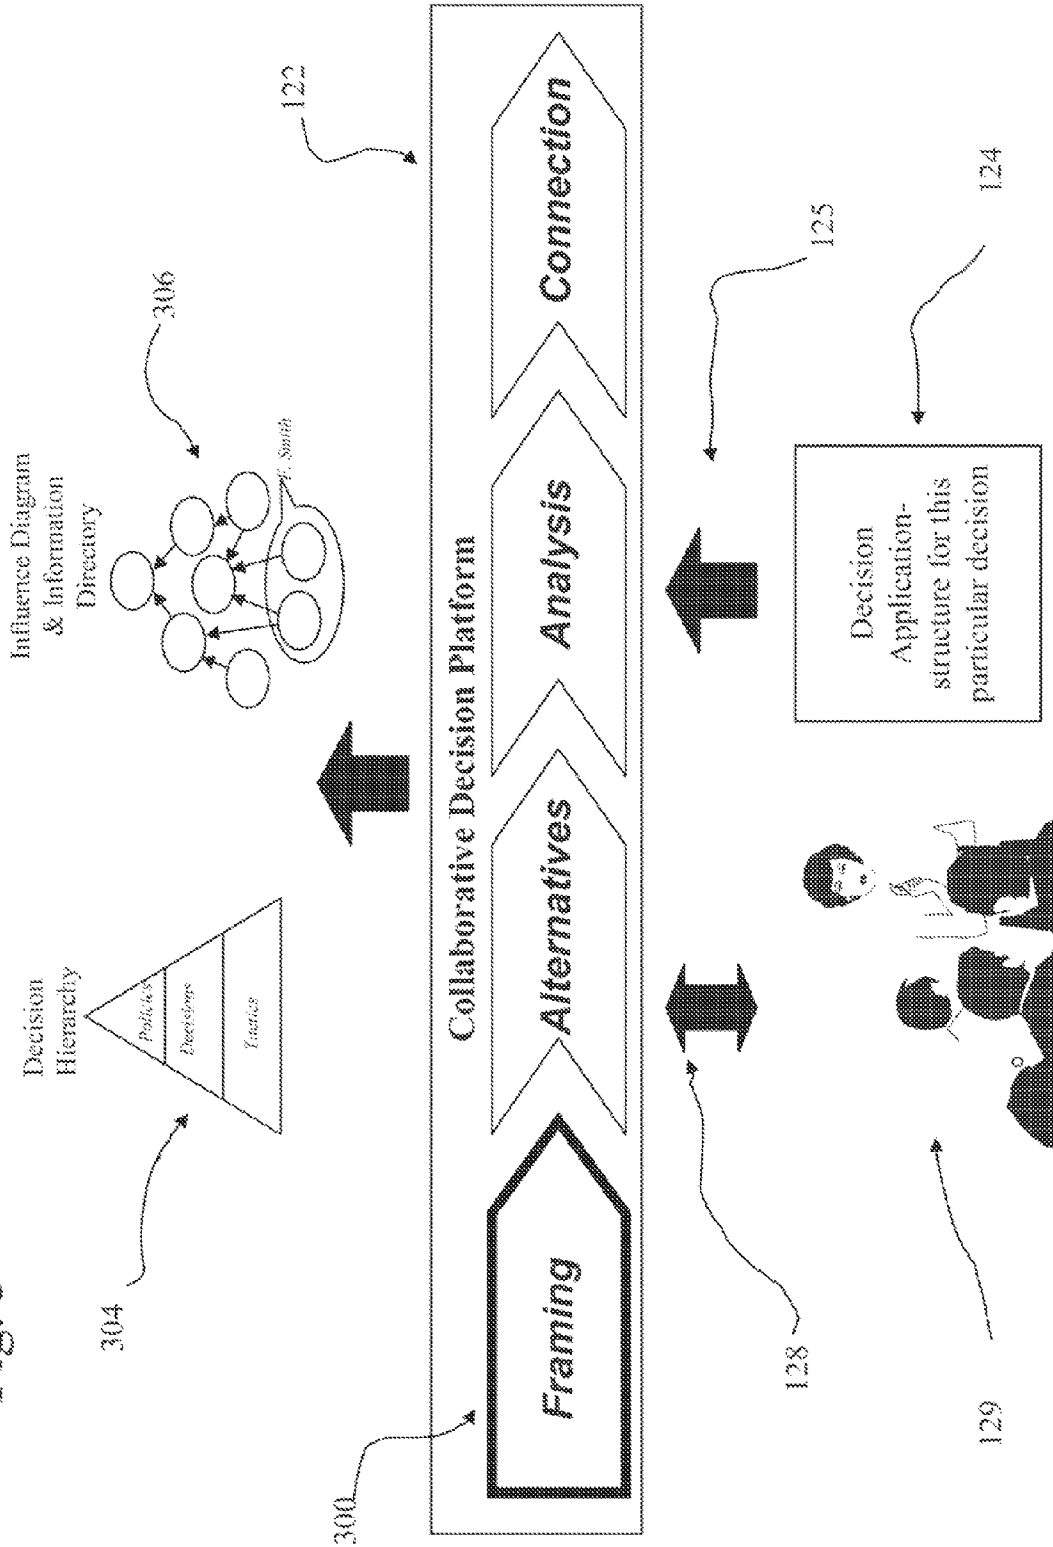 Decision
Hierarchy
Policies
Decisions
Tactics
304
Influence Diagram
& Information
Directory
Smith
306
122
Collaborative Decision Platform
Framing
Alternatives
Analysis
Connection
300
128
125
129
Decision
Application-
structure for this
particular decision
124